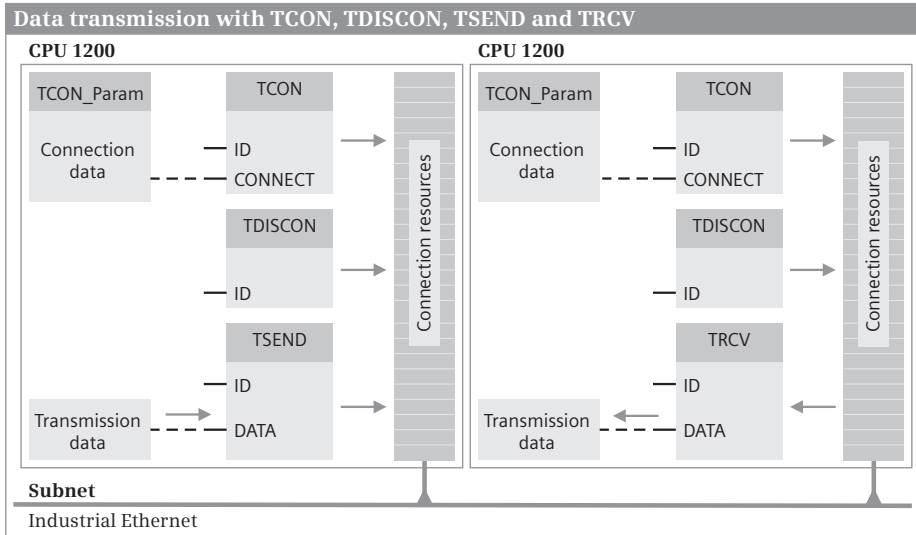 Data transmission with TCON, TDISCON, TSEND and TRCV
CPU 1200
TCON_Param
Connection
data
TCON
ID
CONNECT
TDISCON
ID
TSEND
ID
DATA
Transmission
data
Connection resources
CPU 1200
TCON_Param
Connection
data
TCON
ID
CONNECT
TDISCON
ID
TRCV
ID
DATA
Transmission
data
Connection resources
Subnet
Industrial Ethernet